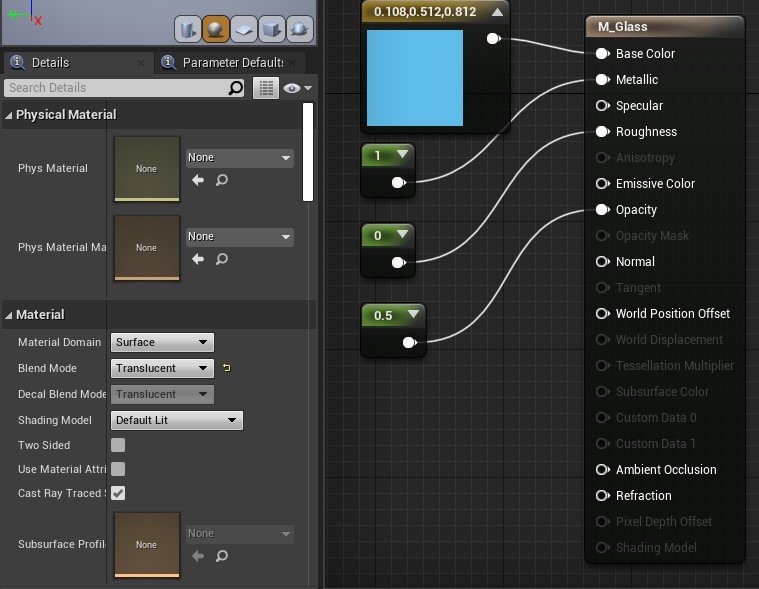 X
Details
Parameter Defaults
Search Details
Physical Material
Phys Material
None
None
Phys Material Ma
None
None
Material
Material Domain
Surface
Blend Mode
Translucent
Decal Blend Mode
Translucent
Shading Model
Default Lit
Two Sided
Use Material Attri
Cast Ray Traced S
Subsurface Profil
None
None
0.108,0.512,0.812
1
0
0.5
M_Glass
Base Color
Metallic
Specular
Roughness
Anisotropy
Emissive Color
Opacity
Opacity Mask
Normal
Tangent
World Position Offset
World Displacement
Tessellation Multiplier
Subsurface Color
Custom Data 0
Custom Data 1
Ambient Occlusion
Refraction
Pixel Depth Offset
Shading Model